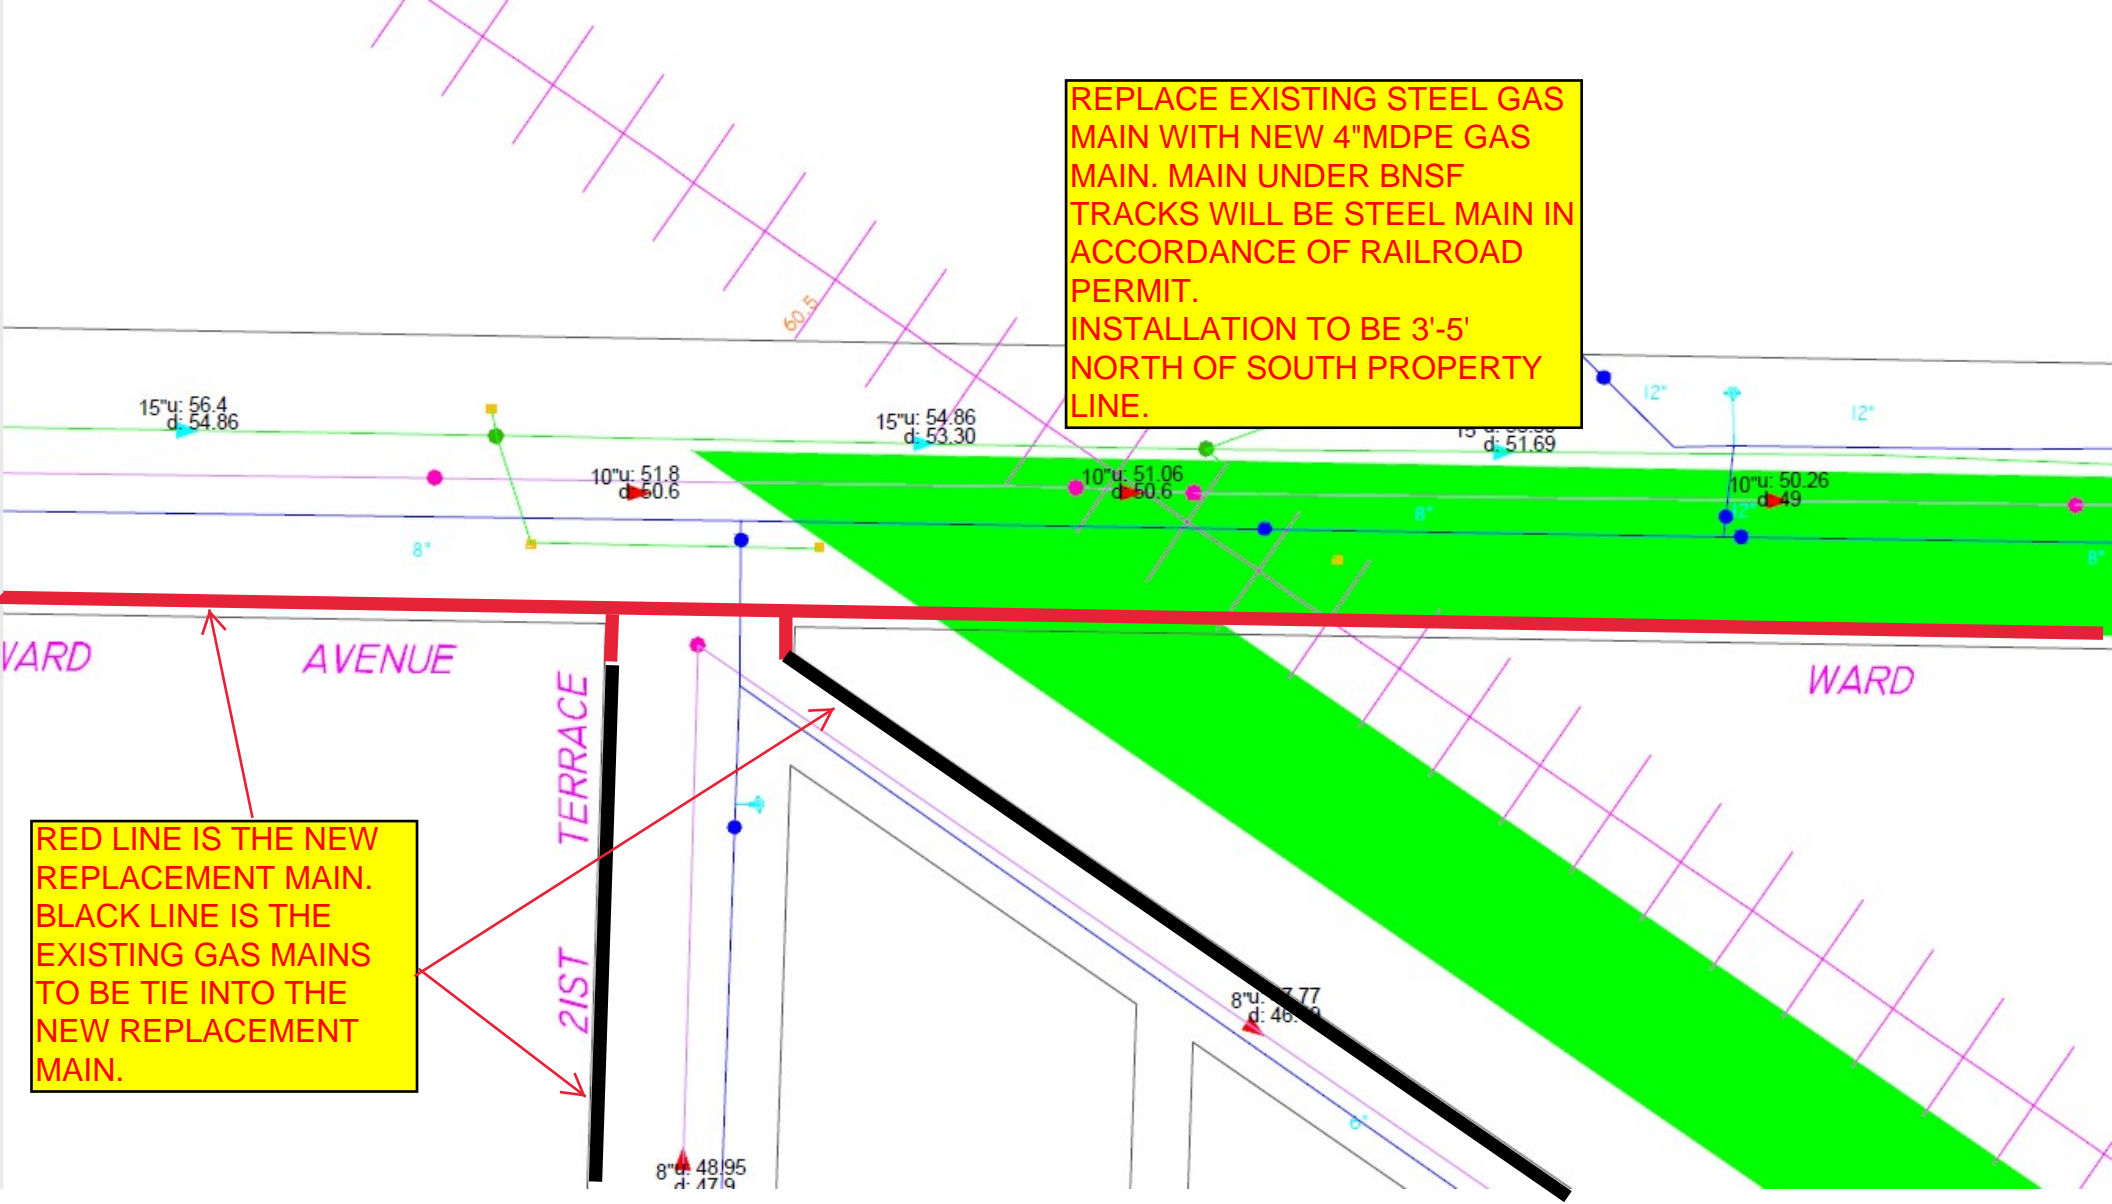 REPLACE EXISTING STEEL GAS
MAIN WITH NEW 4"MDPE GAS
MAIN. MAIN UNDER BNSF
TRACKS WILL BE STEEL MAIN IN
ACCORDANCE OF RAILROAD
PERMIT.
INSTALLATION TO BE 3'-5'
NORTH OF SOUTH PROPERTY
LINE.
60.5
15"u: 56.4
d: 54.86
15"u: 54.86
d: 53.30
d: 51.69
12"
12"
10"u: 51.8
d: 50.6
10"u: 51.06
d: 50.6
10"u: 50.26
d: 49
8"
12"
8"
8"
AVENUE
WARD
21ST TERRACE
RED LINE IS THE NEW
REPLACEMENT MAIN.
BLACK LINE IS THE
EXISTING GAS MAINS
TO BE TIE INTO THE
NEW REPLACEMENT
MAIN.
8"u:
6"
8"u: 48.95
d: 47.9